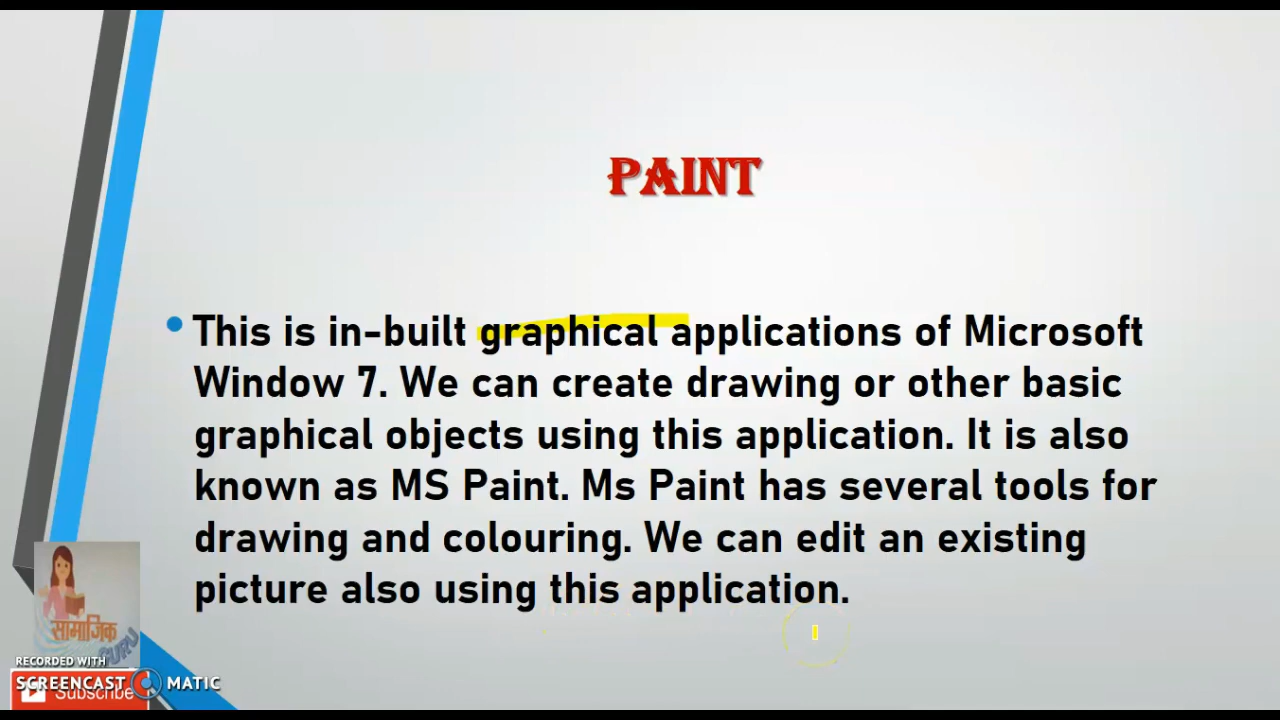 PAINT
• This is in-built graphical applications of Microsoft
Window 7. We can create drawing or other basic
graphical objects using this application. It is also
known as MS Paint. Ms Paint has several tools for
drawing and colouring. We can edit an existing
picture also using this application.
सामाजिक
GURU
RECORDED WITH
SCREENCAST MATIC
Subscribe